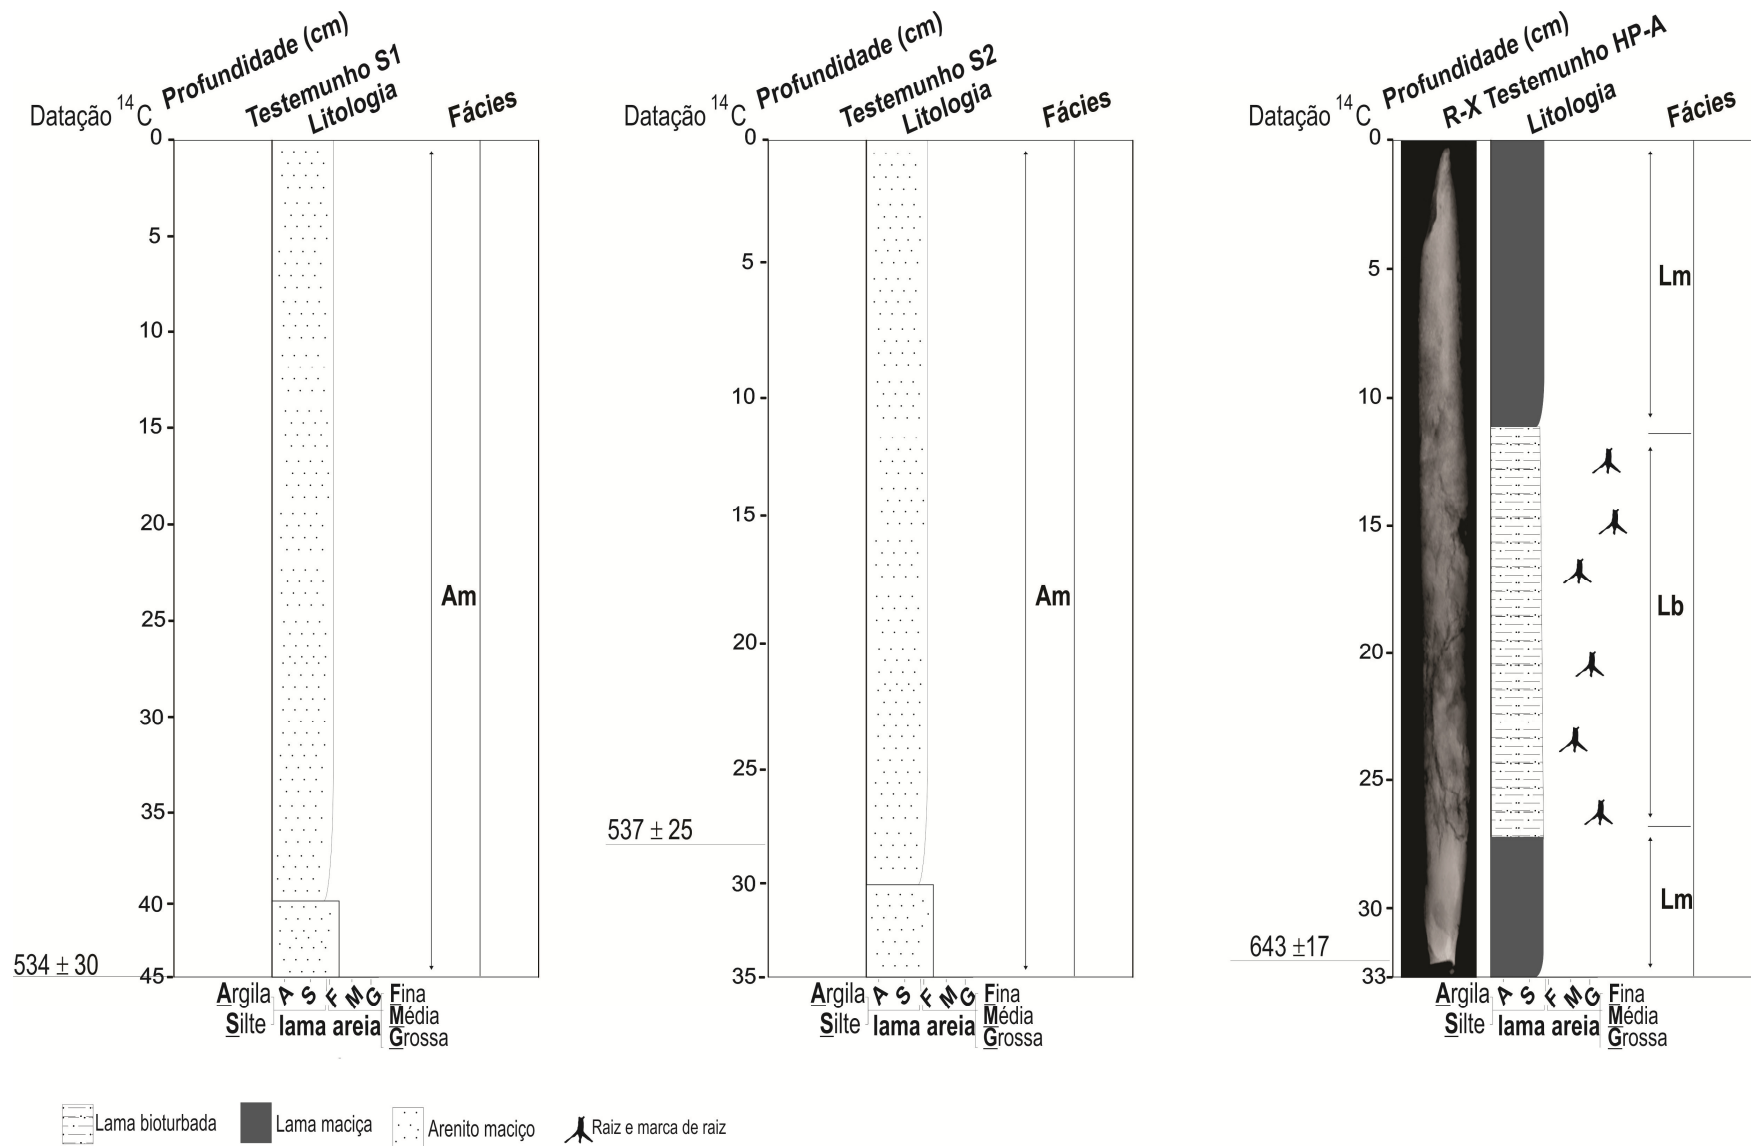 Datação ¹⁴C Profundidade (cm) Testemunho S1 Litologia Fácies
0
5
10
15
20
25
30
35
40
45
Am
534 ± 30
Argila A S F M G Fina
Silte lama areia Média
Grossa
Datação ¹⁴C Profundidade (cm) Testemunho S2 Litologia Fácies
0
5
10
15
20
25
30
35
Am
537 ± 25
Argila A S F M G Fina
Silte lama areia Média
Grossa
Datação ¹⁴C Profundidade (cm) R-X Testemunho HP-A Litologia Fácies
0
5
10
15
20
25
30
33
Lm
Lb
Lm
643 ±17
Argila A S F M G Fina
Silte lama areia Média
Grossa
Lama bioturbada Lama maciça Arenito maciço Raiz e marca de raiz